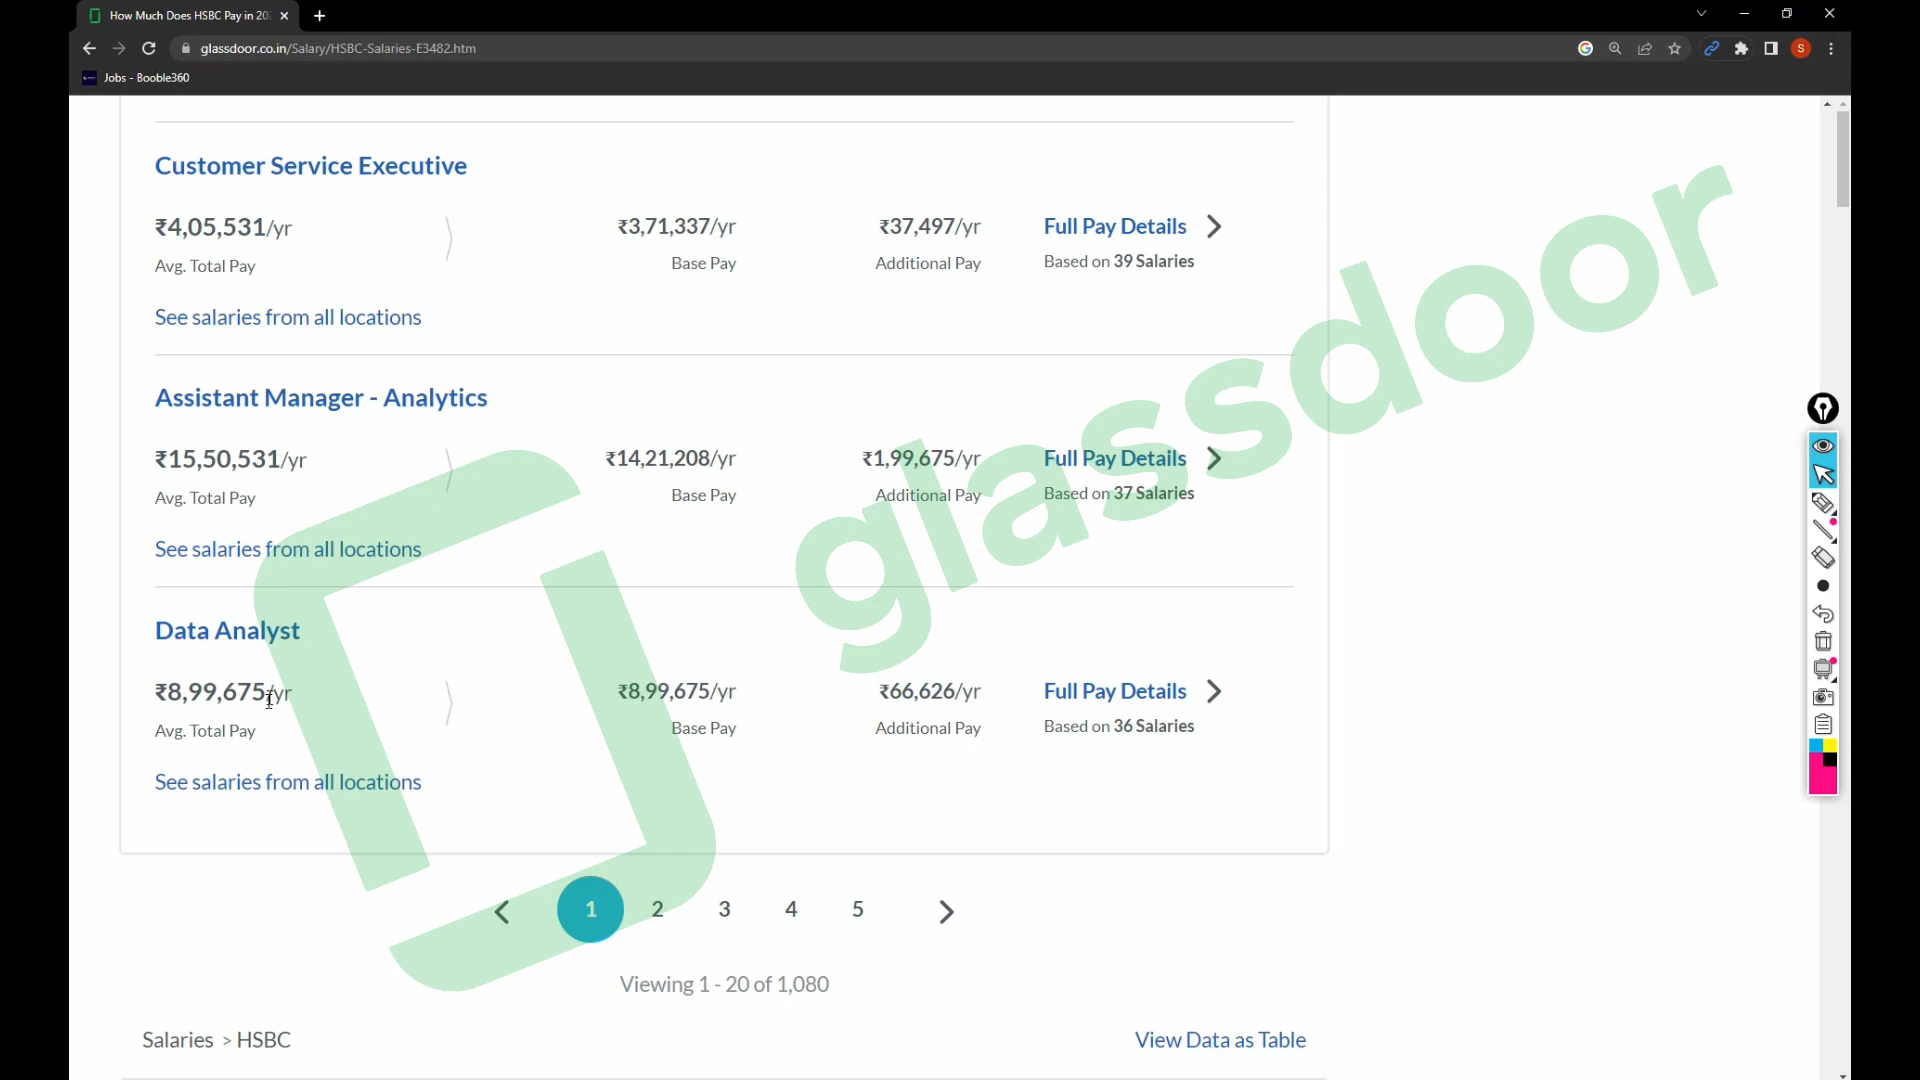 How Much Does HSBC Pay in 20
glassdoor.co.in/Salary/HSBC-Salaries-E3482.htm
S
Jobs - Booble360
Customer Service Executive
₹4,05,531/yr
₹3,71,337/yr
₹37,497/yr
Full Pay Details
Avg. Total Pay
Base Pay
Additional Pay
Based on 39 Salaries
See salaries from all locations
Assistant Manager - Analytics
₹15,50,531/yr
₹14,21,208/yr
₹1,99,675/yr
Full Pay Details
Avg. Total Pay
Base Pay
Additional Pay
Based on 37 Salaries
See salaries from all locations
glassdoor
Data Analyst
₹8,99,675/yr
₹8,99,675/yr
₹66,626/yr
Full Pay Details
Avg. Total Pay
Base Pay
Additional Pay
Based on 36 Salaries
See salaries from all locations
1 2 3 4 5
Viewing 1 - 20 of 1,080
Salaries > HSBC
View Data as Table